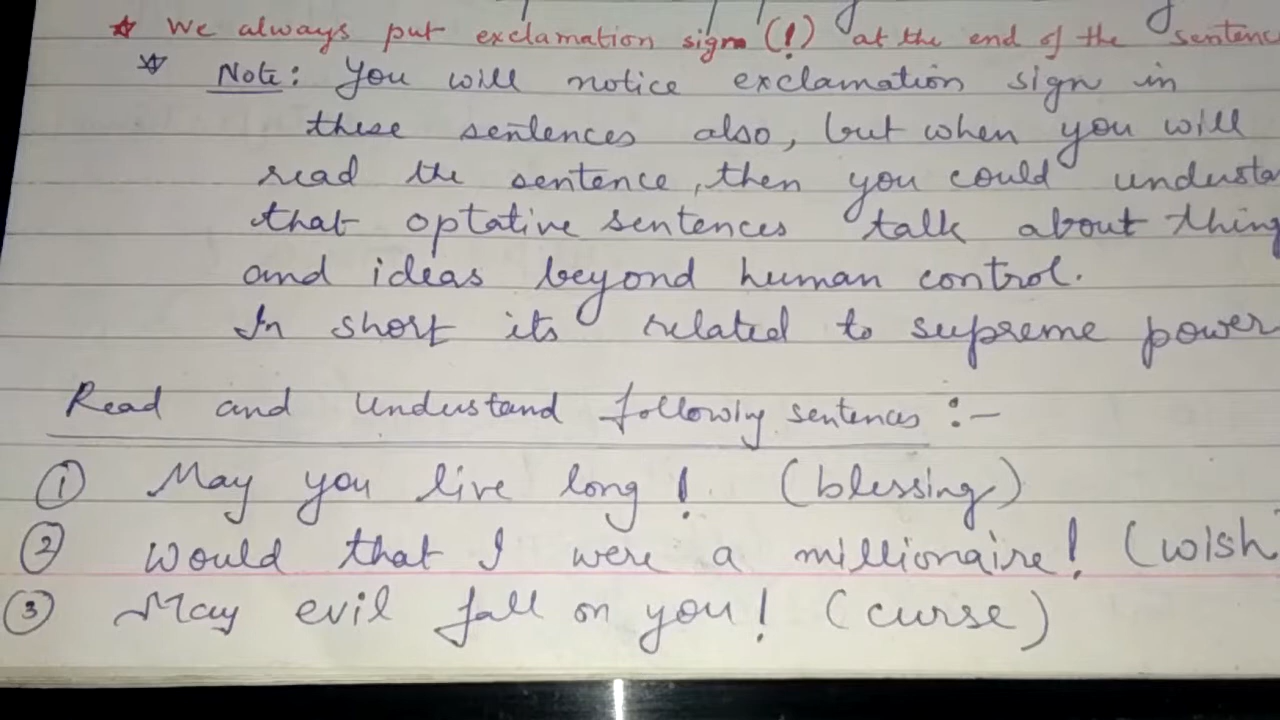 ☆ We always put exclamation sign (!) at the end of the sentenc
☆ Note: You will notice exclamation sign in
these sentences also, but when you will
read the sentence, then you could understa
that optative sentences talk about thing
and ideas beyond human control.
In short its related to supreme power
Read and understand following sentences :-
① May you live long! (blessing)
② Would that I were a millionaire! (wish
③ May evil fall on you! (curse)